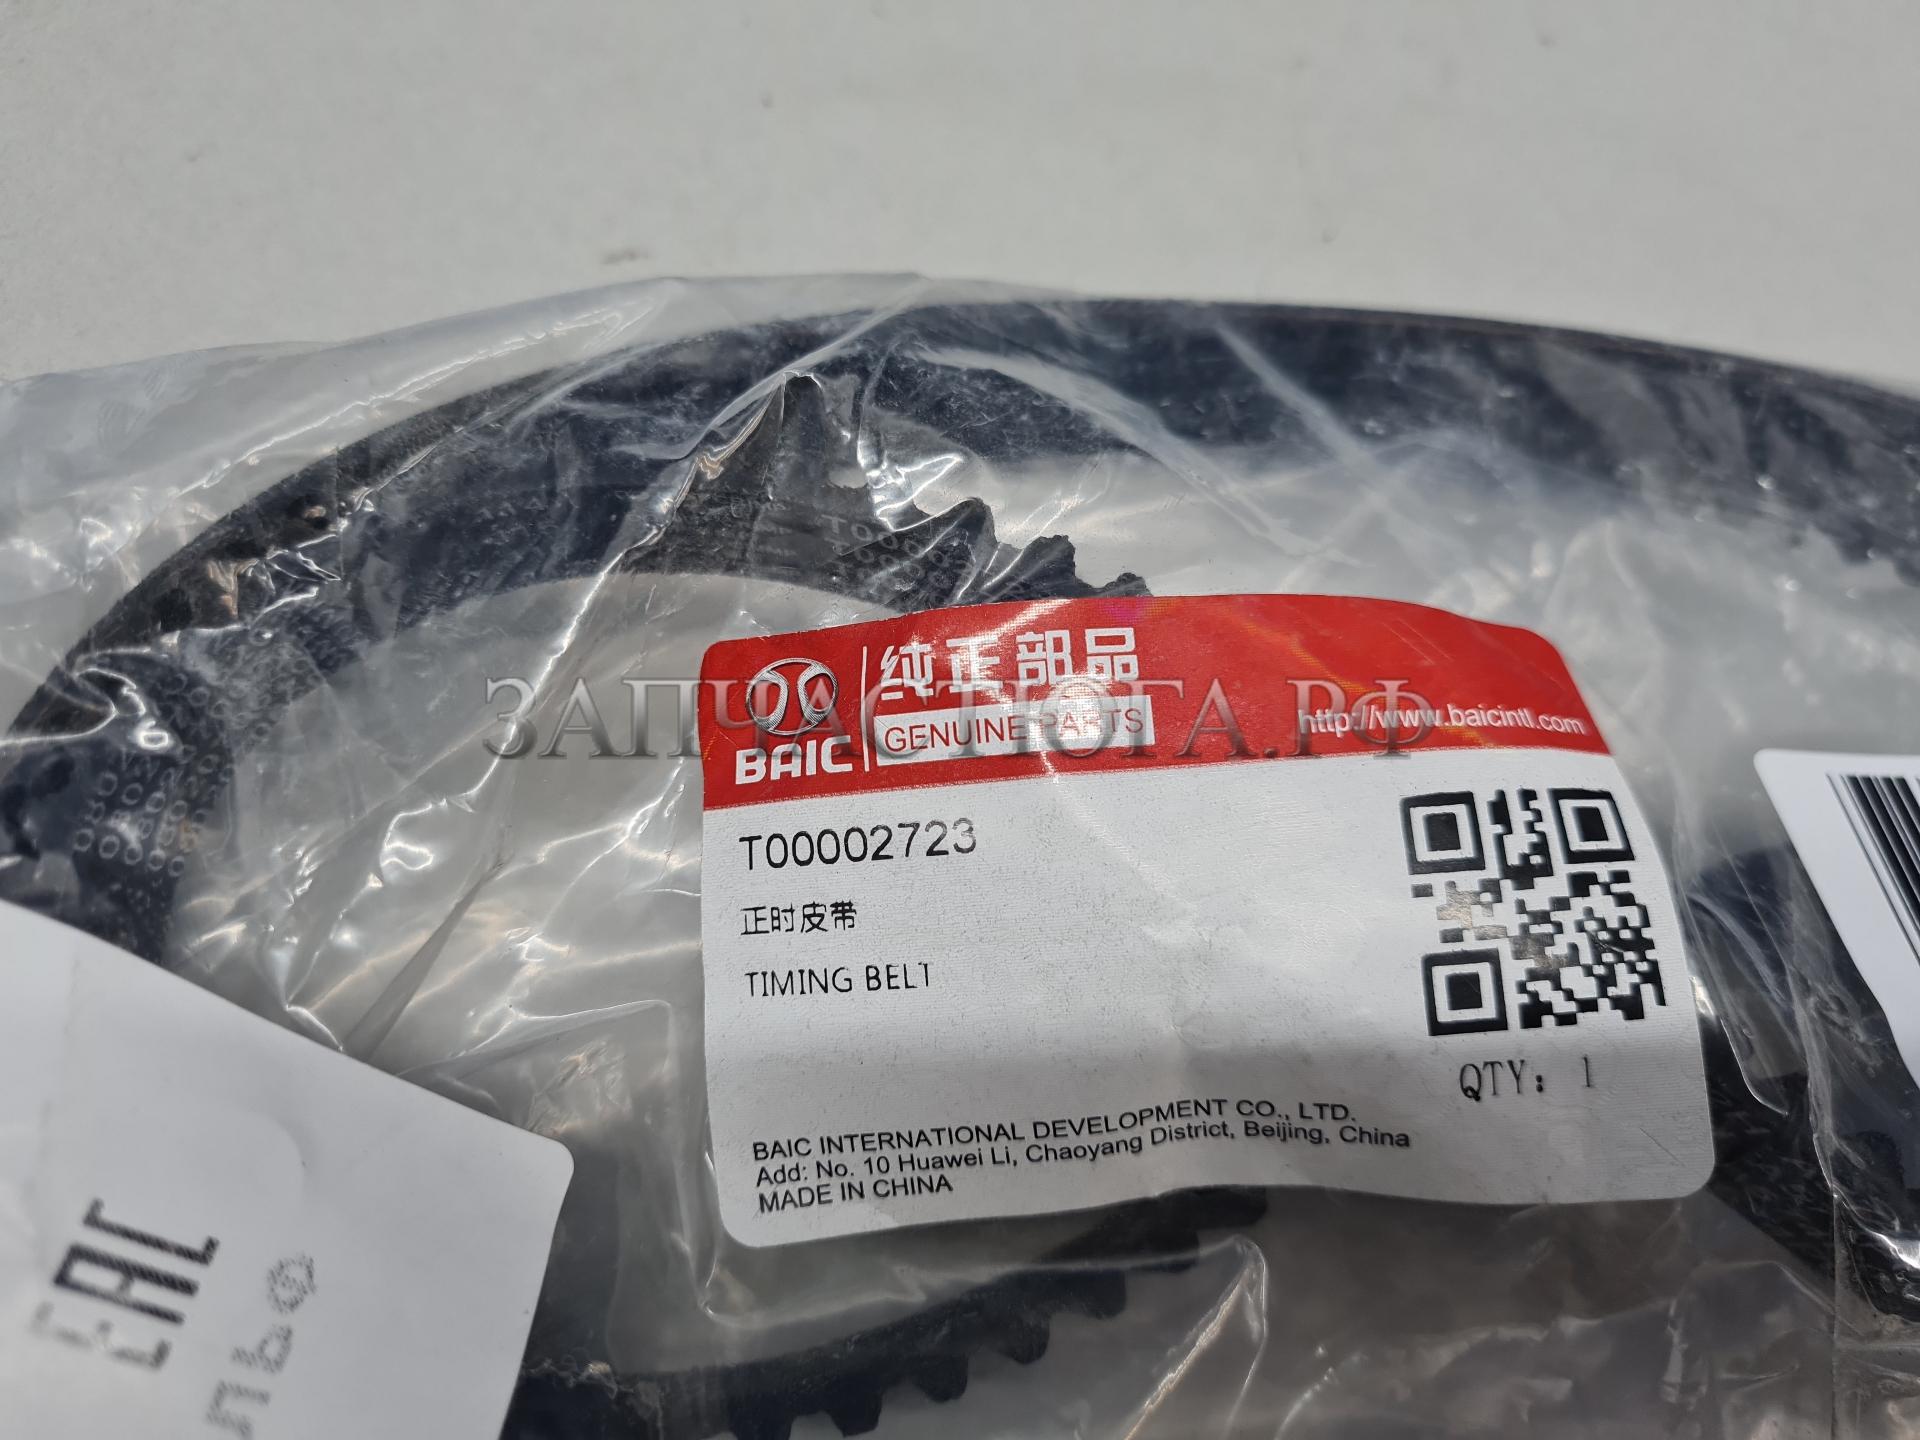 纯正部品
BAIC GENUINE PARTS
http://www.baicintl.com
ЗАПЧАСТЮГА.РФ
T00002723
正时皮带
TIMING BELT
QTY: 1
BAIC INTERNATIONAL DEVELOPMENT CO., LTD.
Add: No. 10 Huawei Li, Chaoyang District, Beijing, China
MADE IN CHINA
EAC